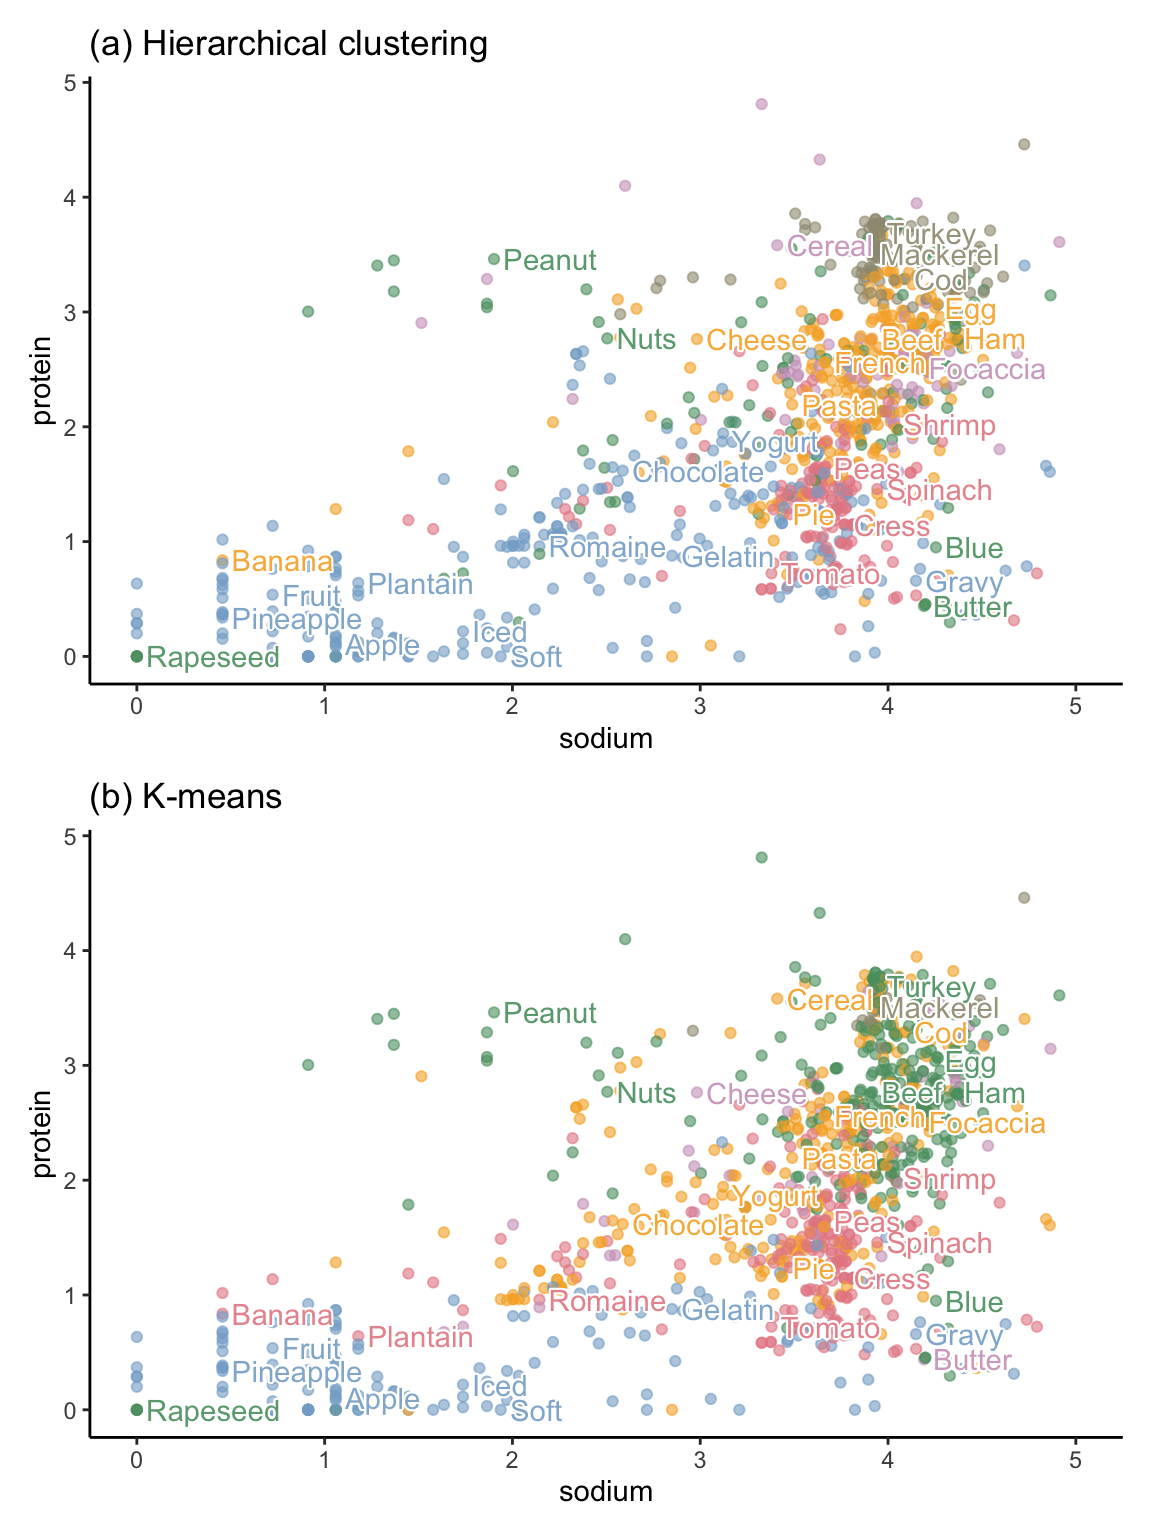 (a) Hierarchical clustering
5
4
3
2
1
0
protein
Peanut
Nuts
Cereal
Turkey
Mackerel
Cod
Egg
Cheese
Beef
Ham
French
Focaccia
Pasta
Shrimp
Yogurt
Chocolate
Peas
Spinach
Pie
Cress
Romaine
Gelatin
Blue
Banana
Tomato
Plantain
Gravy
Fruit
Butter
Pineapple
Iced
Apple
Rapeseed
Soft
0 1 2 3 4 5
sodium
(b) K-means
5
4
3
2
1
0
protein
Peanut
Nuts
Cereal
Turkey
Mackerel
Cod
Egg
Cheese
Beef
Ham
French
Focaccia
Pasta
Shrimp
Yogurt
Chocolate
Peas
Spinach
Pie
Cress
Romaine
Gelatin
Blue
Banana
Tomato
Plantain
Gravy
Fruit
Butter
Pineapple
Iced
Apple
Rapeseed
Soft
0 1 2 3 4 5
sodium